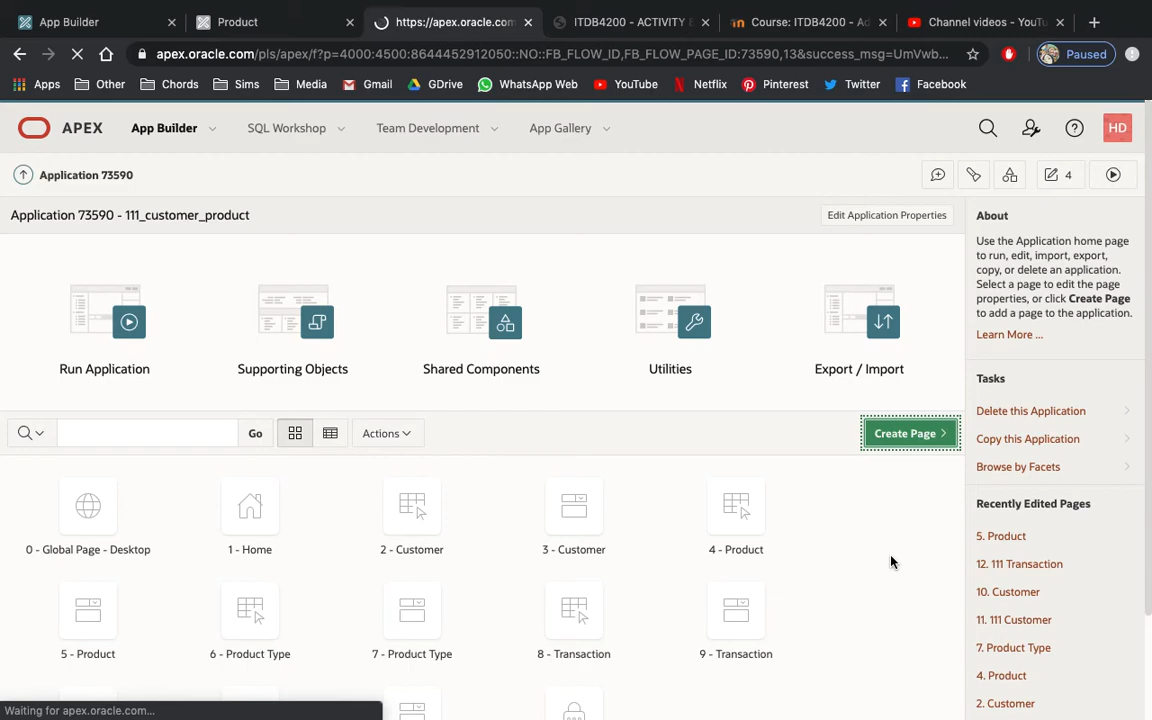 App Builder
Product
https://apex.oracle.com
ITDB4200 - ACTIVITY
Course: ITDB4200 - Ad
Channel videos - YouTu
apex.oracle.com/pls/apex/f?p=4000:4500:8644452912050::NO::FB_FLOW_ID,FB_FLOW_PAGE_ID:73590,13&success_msg=UmVwb...
Paused
Apps
Other
Chords
Sims
Media
Gmail
GDrive
WhatsApp Web
YouTube
Netflix
Pinterest
Twitter
Facebook
APEX
App Builder
SQL Workshop
Team Development
App Gallery
HD
Application 73590
4
Application 73590 - 111_customer_product
Edit Application Properties
Run Application
Supporting Objects
Shared Components
Utilities
Export / Import
Go
Actions
Create Page
0 - Global Page - Desktop
1 - Home
2 - Customer
3 - Customer
4 - Product
5 - Product
6 - Product Type
7 - Product Type
8 - Transaction
9 - Transaction
About
Use the Application home page
to run, edit, import, export,
copy, or delete an application.
Select a page to edit the page
properties, or click Create Page
to add a page to the application.
Learn More ...
Tasks
Delete this Application
Copy this Application
Browse by Facets
Recently Edited Pages
5. Product
12. 111 Transaction
10. Customer
11. 111 Customer
7. Product Type
4. Product
2. Customer
Waiting for apex.oracle.com...